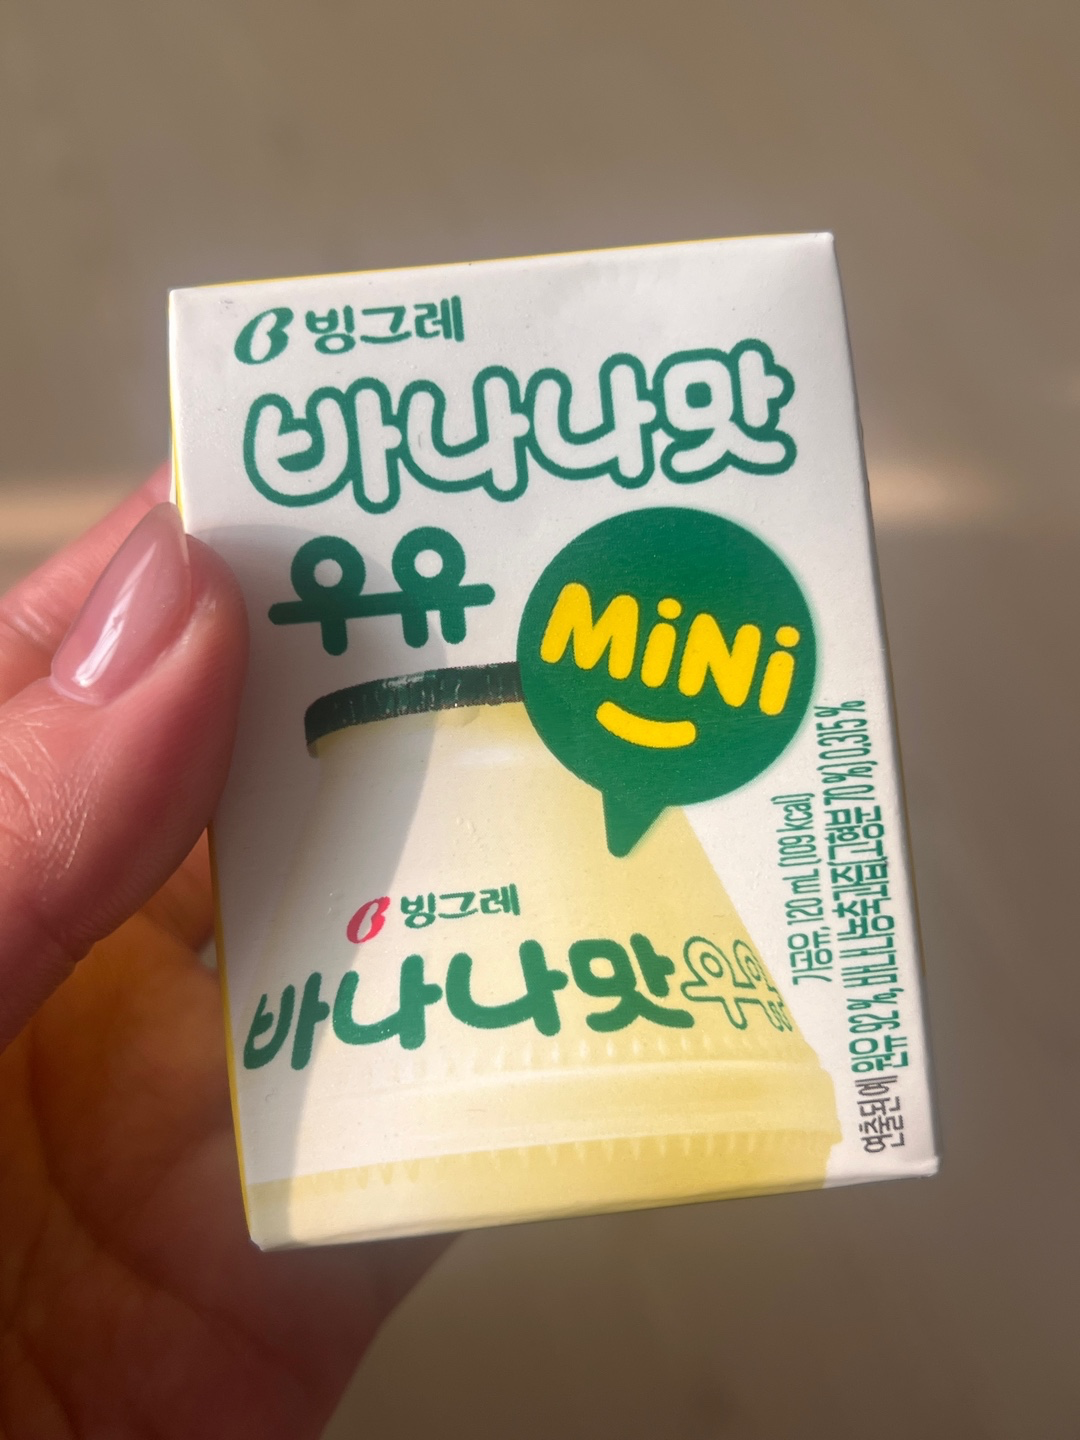 빙그레
바나나맛
우유
MiNi
빙그레
바나나맛우유
가공유, 120 mL (109 kcal)
원유 92 %, 바나나농축과즙(고형분 70 %) 0.315 %
연출된 예